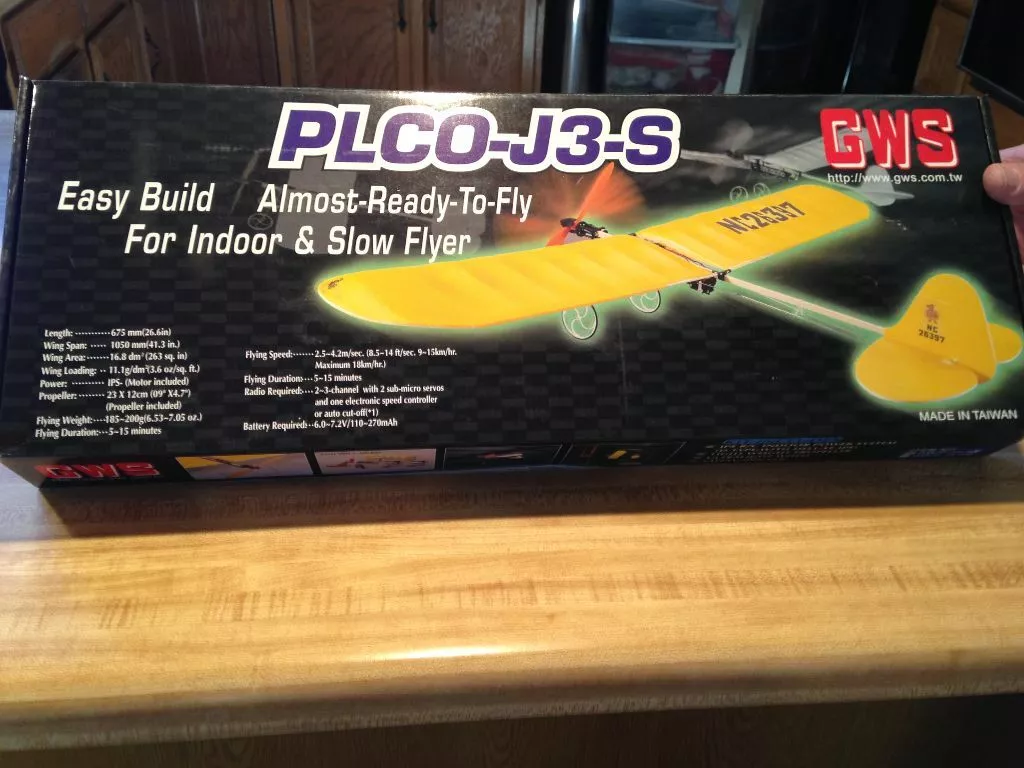 PLCO-J3-S
GWS
http://www.gws.com.tw
Easy Build Almost-Ready-To-Fly
For Indoor & Slow Flyer
NC26397
NC
26397
Length: ··········· 675 mm(26.6in)
Wing Span: ····· 1050 mm(41.3 in.)
Wing Area: ······· 16.8 dm²(263 sq. in)
Wing Loading: ·· 11.1g/dm²(3.6 oz/sq. ft.)
Power: ·········· IPS- (Motor included)
Propeller: ········ 23 X 12cm (09" X4.7")
(Propeller included)
Flying Weight: ····185~200g(6.53~7.05 oz.)
Flying Duration: ···5~15 minutes
Flying Speed: ······· 2.5~4.2m/sec. (8.5~14 ft/sec. 9~15km/hr.
Maximum 18km/hr.)
Flying Duration: ··· 5~15 minutes
Radio Required: ··· 2~3-channel with 2 sub-micro servos
and one electronic speed controller
or auto cut-off(*1)
Battery Required: ··· 6.0~7.2V/110~270mAh
MADE IN TAIWAN
GWS